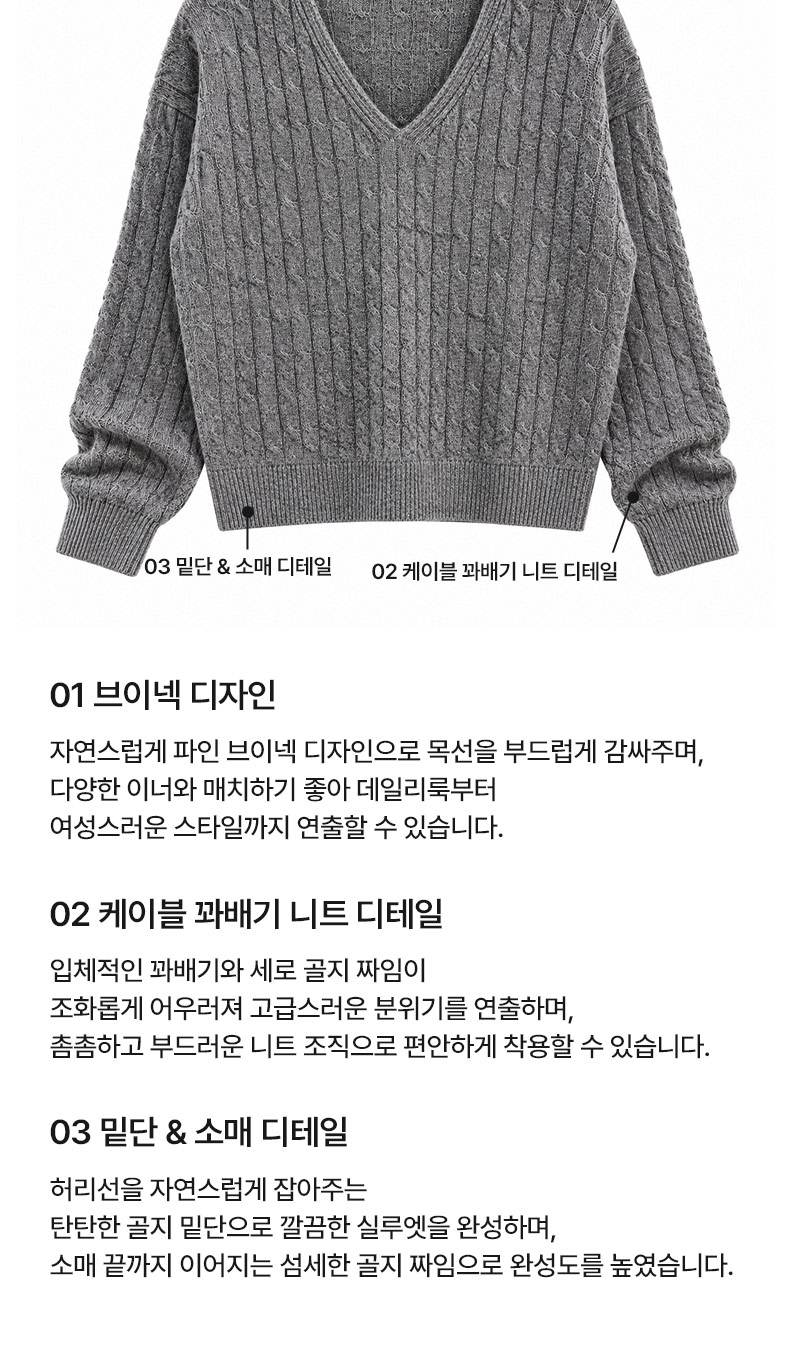 03 밑단 & 소매 디테일
02 케이블 꽈배기 니트 디테일
01 브이넥 디자인
자연스럽게 파인 브이넥 디자인으로 목선을 부드럽게 감싸주며,
다양한 이너와 매치하기 좋아 데일리룩부터
여성스러운 스타일까지 연출할 수 있습니다.
02 케이블 꽈배기 니트 디테일
입체적인 꽈배기와 세로 골지 짜임이
조화롭게 어우러져 고급스러운 분위기를 연출하며,
촘촘하고 부드러운 니트 조직으로 편안하게 착용할 수 있습니다.
03 밑단 & 소매 디테일
허리선을 자연스럽게 잡아주는
탄탄한 골지 밑단으로 깔끔한 실루엣을 완성하며,
소매 끝까지 이어지는 섬세한 골지 짜임으로 완성도를 높였습니다.